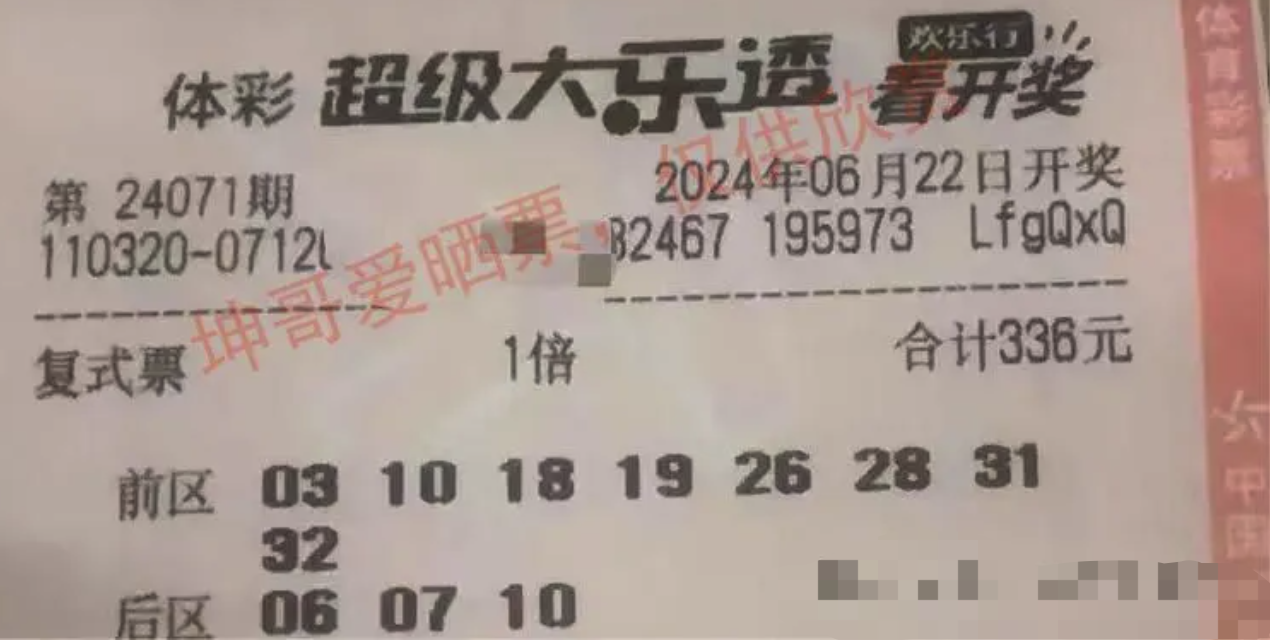 体彩 超级大乐透 欢乐行 看开奖
第 24071期 2024年06月22日开奖
110320-0712 82467 195973 LfgQxQ
复式票 1倍 合计336元
前区 03 10 18 19 26 28 31
32
后区 06 07 10
坤哥爱晒票，仅供欣赏
体育彩票
中国